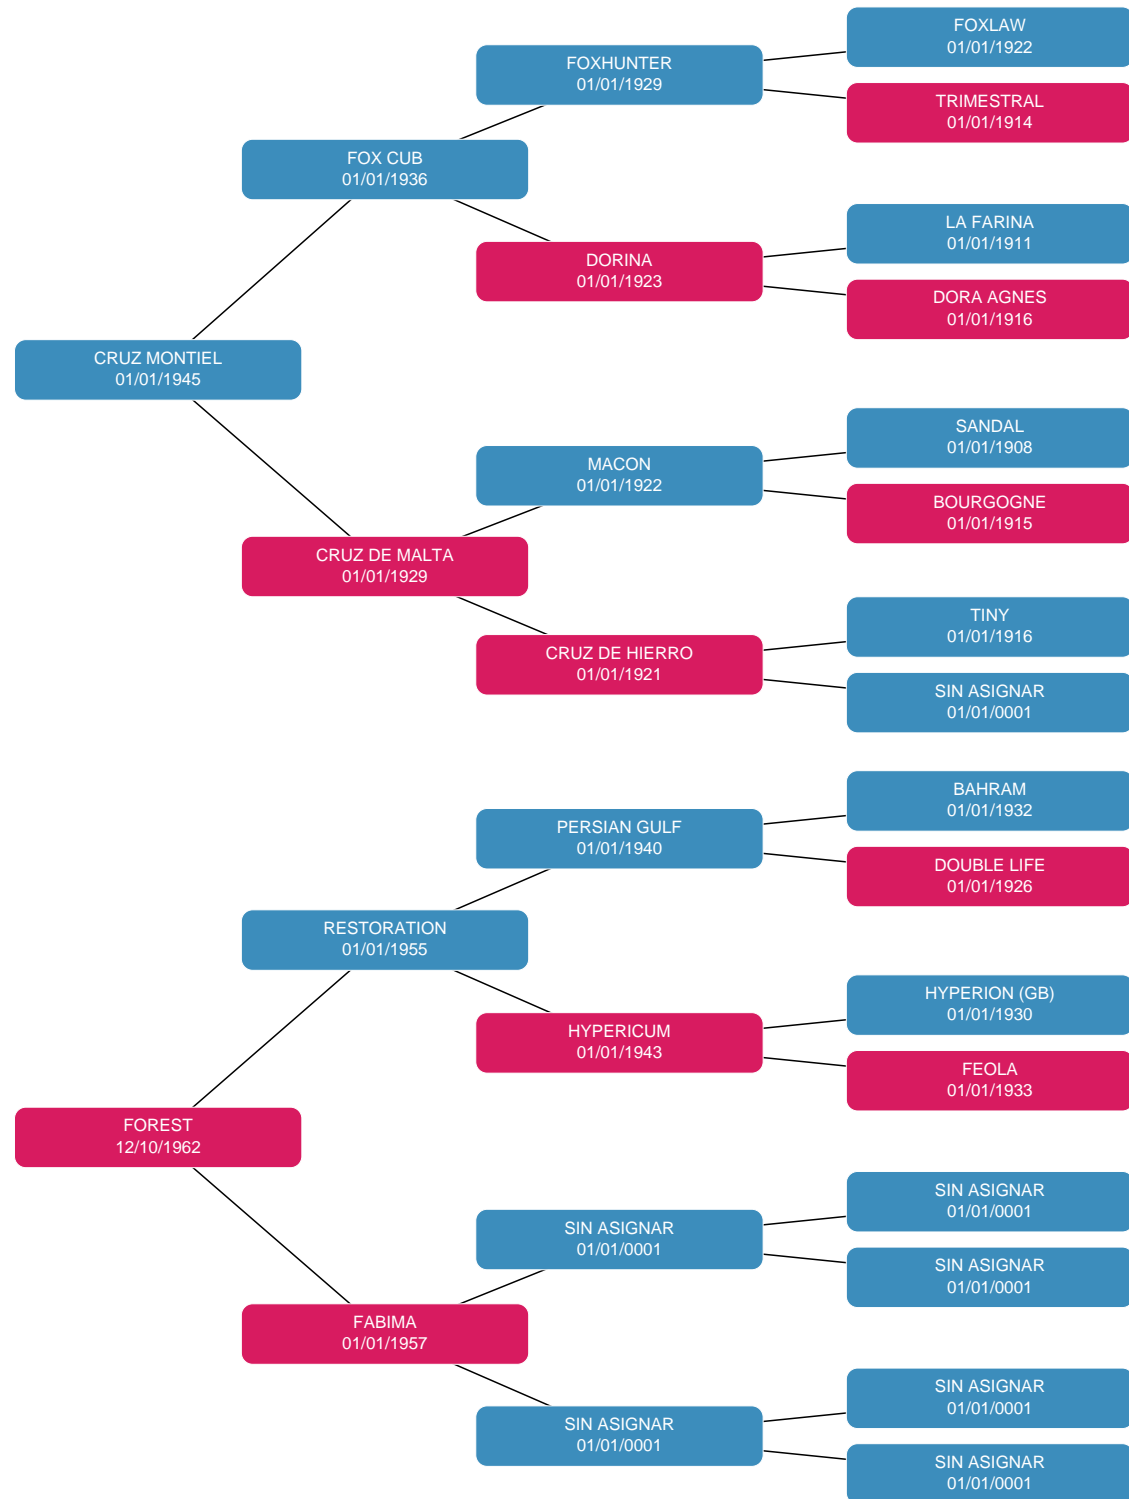 FOXLAW
01/01/1922
FOXHUNTER
01/01/1929
TRIMESTRAL
01/01/1914
FOX CUB
01/01/1936
LA FARINA
01/01/1911
DORINA
01/01/1923
DORA AGNES
01/01/1916
CRUZ MONTIEL
01/01/1945
SANDAL
01/01/1908
MACON
01/01/1922
BOURGOGNE
01/01/1915
CRUZ DE MALTA
01/01/1929
TINY
01/01/1916
CRUZ DE HIERRO
01/01/1921
SIN ASIGNAR
01/01/0001
BAHRAM
01/01/1932
PERSIAN GULF
01/01/1940
DOUBLE LIFE
01/01/1926
RESTORATION
01/01/1955
HYPERION (GB)
01/01/1930
HYPERICUM
01/01/1943
FEOLA
01/01/1933
FOREST
12/10/1962
SIN ASIGNAR
01/01/0001
SIN ASIGNAR
01/01/0001
SIN ASIGNAR
01/01/0001
FABIMA
01/01/1957
SIN ASIGNAR
01/01/0001
SIN ASIGNAR
01/01/0001
SIN ASIGNAR
01/01/0001